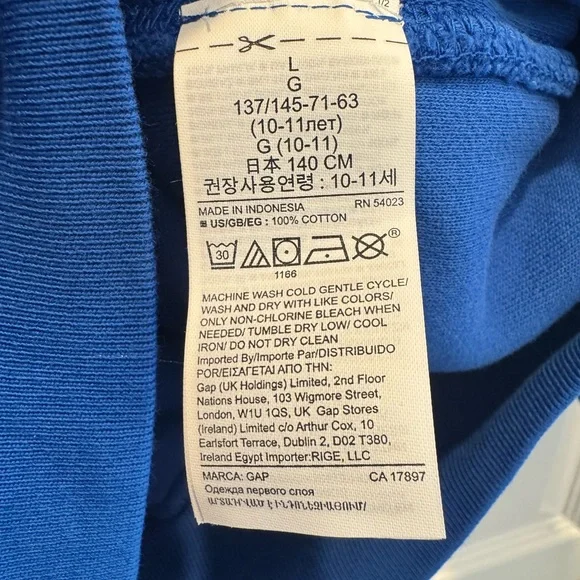 1/2
L
G
137/145-71-63
(10-11лет)
G (10-11)
日本 140 CM
권장사용연령 : 10-11세
MADE IN INDONESIA RN 54023
US/GB/EG : 100% COTTON
30
®
1166
MACHINE WASH COLD GENTLE CYCLE/
WASH AND DRY WITH LIKE COLORS/
ONLY NON-CHLORINE BLEACH WHEN
NEEDED/ TUMBLE DRY LOW/ COOL
IRON/ DO NOT DRY CLEAN
Imported By/Importe Par/DISTRIBUIDO
POR/ΕΙΣΑΓΕΤΑΙ ΑΠΟ ΤΗΝ:
Gap (UK Holdings) Limited, 2nd Floor
Nations House, 103 Wigmore Street,
London, W1U 1QS, UK Gap Stores
(Ireland) Limited c/o Arthur Cox, 10
Earlsfort Terrace, Dublin 2, D02 T380,
Ireland Egypt Importer:RIGE, LLC
MARCA: GAP CA 17897
Одежда первого слоя
ԱՐՏԱԴՐՎԱԾ Է ԻՆԴՈՆԵԶԻԱՅՈՒՄ/